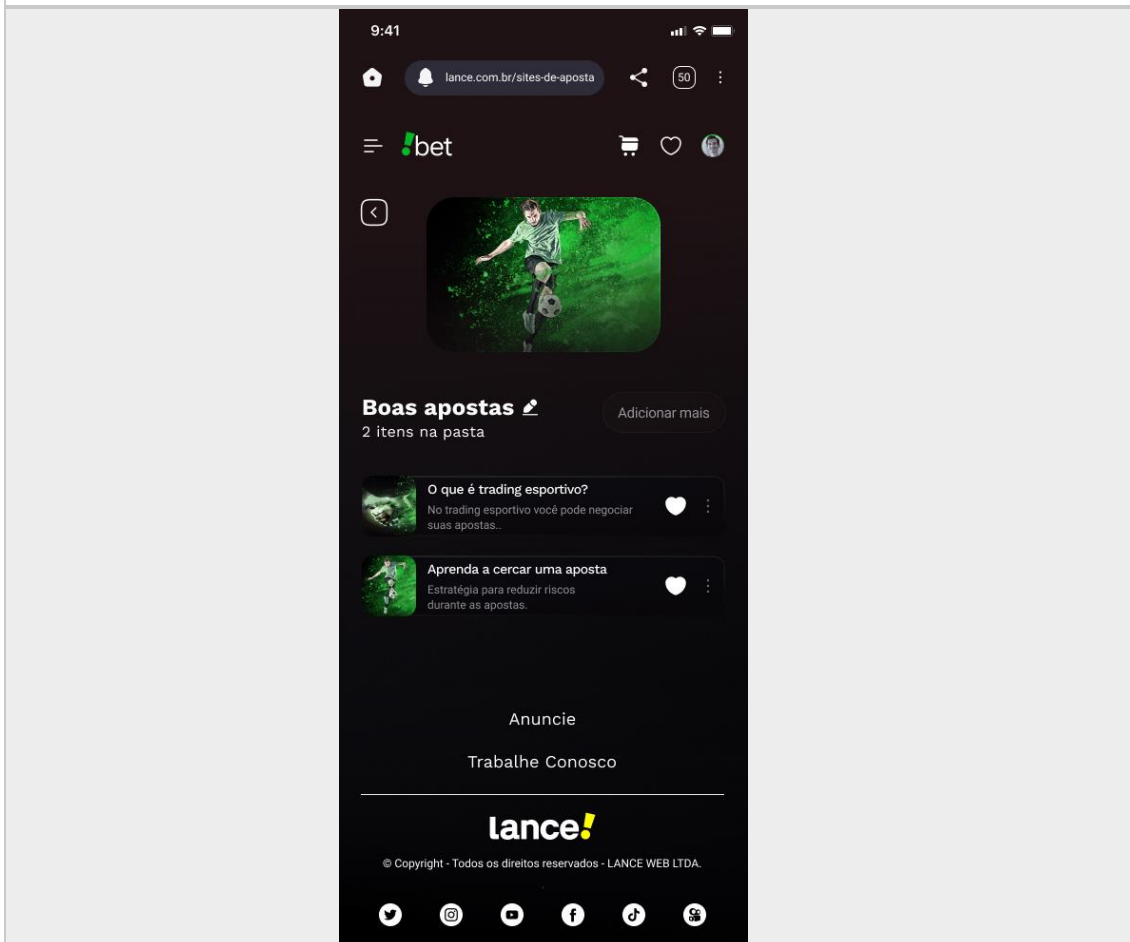 9:41
lance.com.br/sites-de-aposta
50
!bet
Boas apostas
Adicionar mais
2 itens na pasta
O que é trading esportivo?
No trading esportivo você pode negociar
suas apostas..
Aprenda a cercar uma aposta
Estratégia para reduzir riscos
durante as apostas.
Anuncie
Trabalhe Conosco
lance!
© Copyright - Todos os direitos reservados - LANCE WEB LTDA.